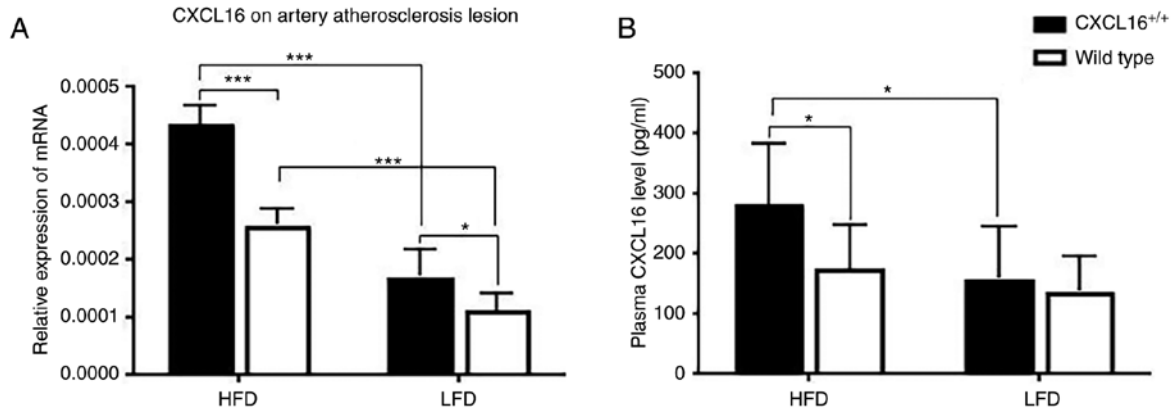 CXCL16 on artery atherosclerosis lesion
A
Relative expression of mRNA
0.0005
0.0004
0.0003
0.0002
0.0001
0.0000
***
***
***
*
HFD
LFD
B
CXCL16+/+
Wild type
Plasma CXCL16 level (pg/ml)
500
400
300
200
100
0
*
*
HFD
LFD